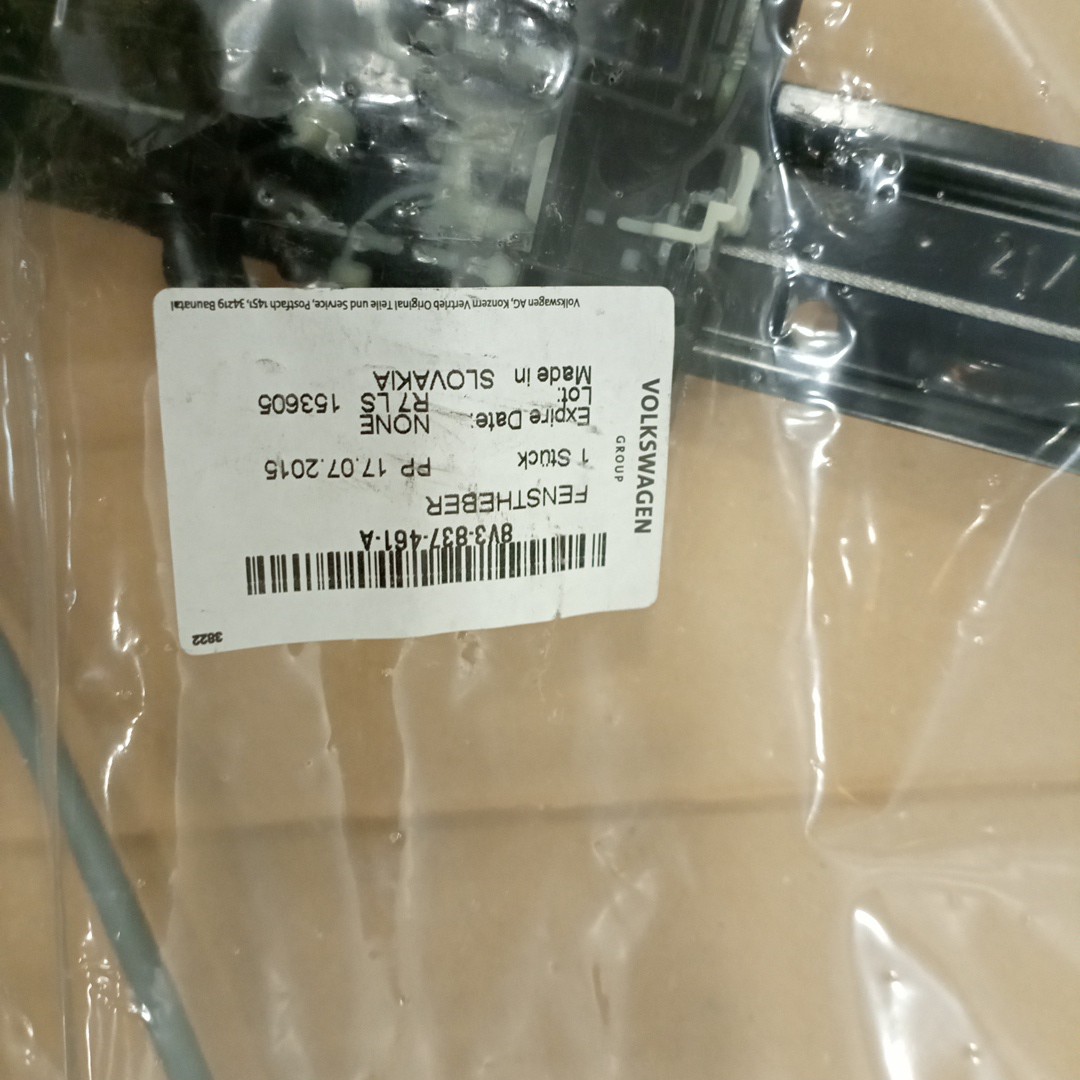 3822
8V3-837-461-A
FENSTHEBER
1 Stück PP 17.07.2015
Expire Date: NONE
Lot: R7LS 153605
Made in SLOVAKIA
Volkswagen AG, Konzern Vertrieb Original Teile und Service, Postfach 1451, 34219 Baunatal
VOLKSWAGEN
GROUP
21/